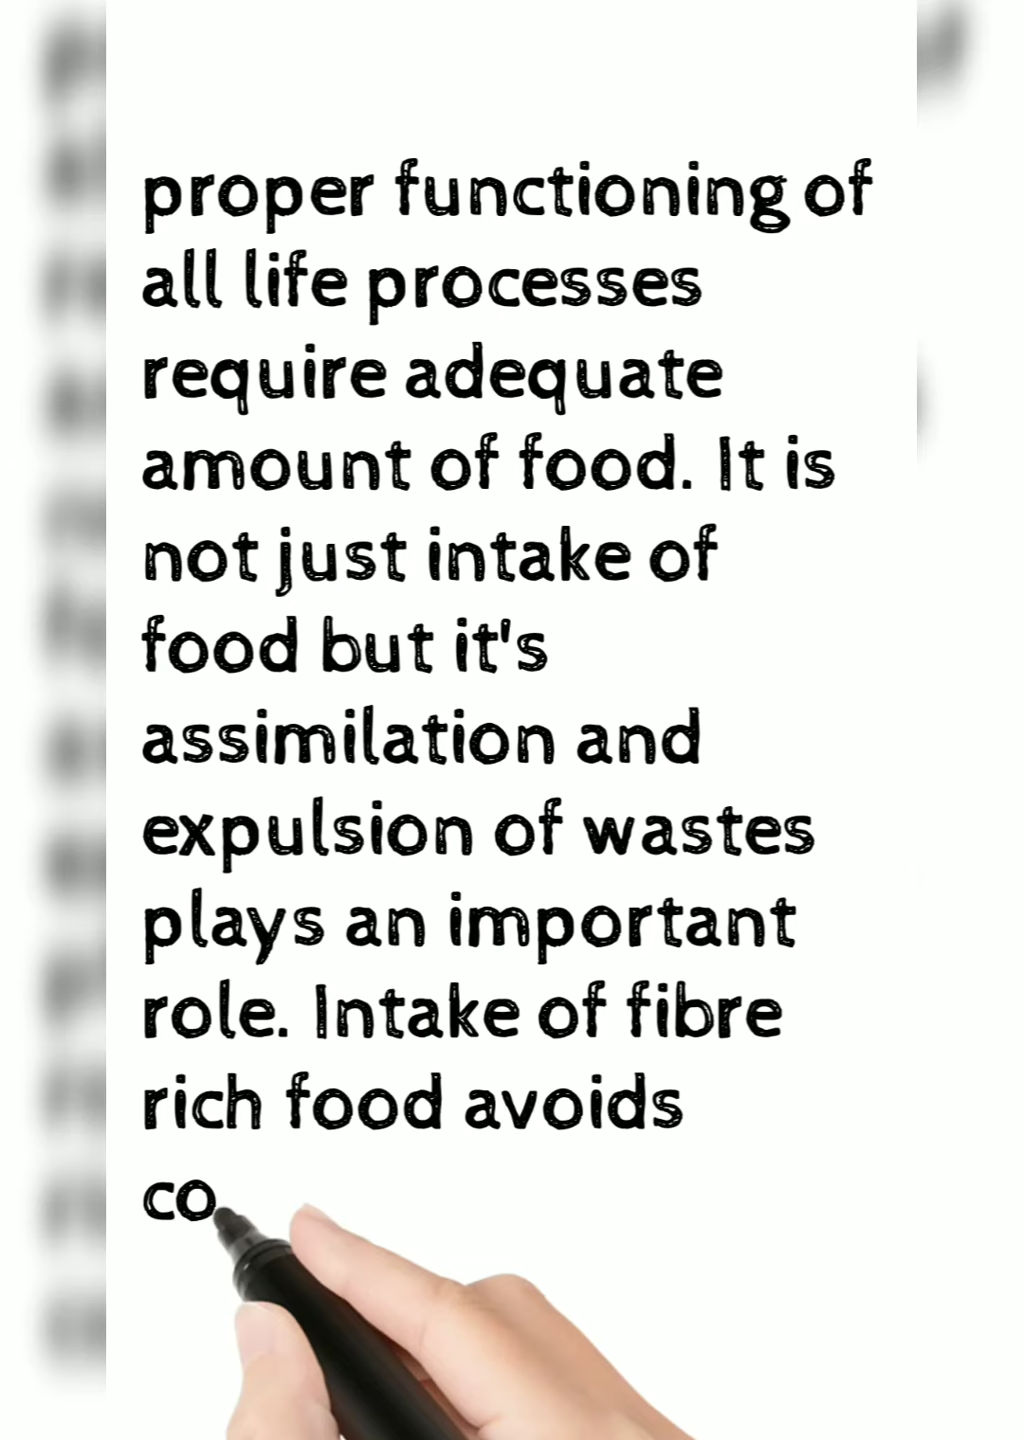 proper functioning of
all life processes
require adequate
amount of food. It is
not just intake of
food but it's
assimilation and
expulsion of wastes
plays an important
role. Intake of fibre
rich food avoids
co